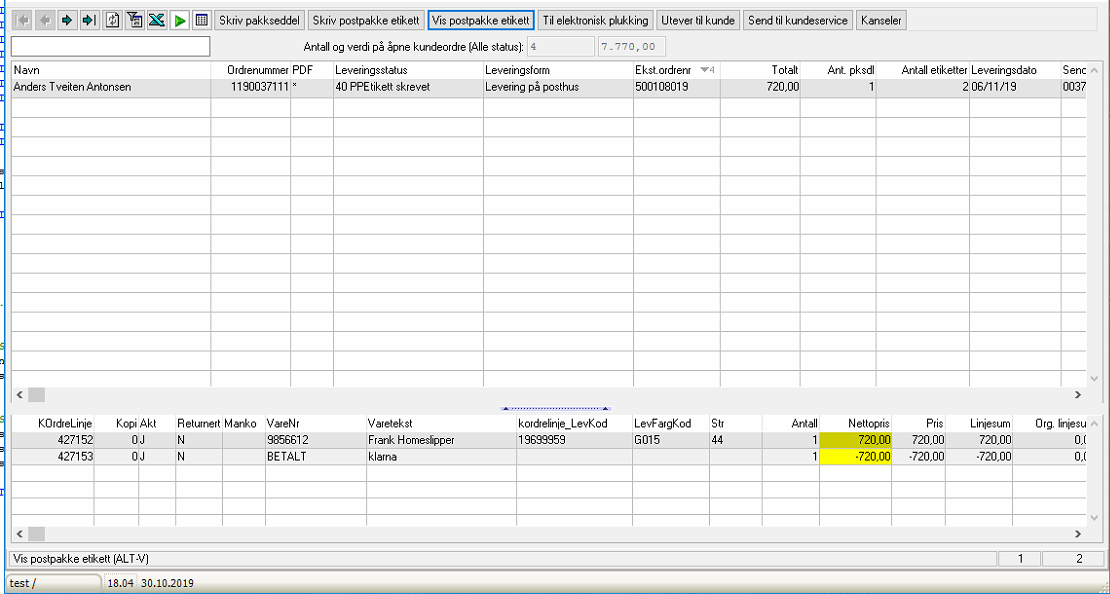 Skriv pakkseddel Skriv postpakke etikett Vis postpakke etikett Til elektronisk plukking Utever til kunde Send til kundeservice Kanseler
Antall og verdi på åpne kundeordre (Alle status): 4 7.770,00
Navn Ordrenummer PDF Leveringsstatus Leveringsform Ekst.ordrenr 4 Totalt Ant. pksdl Antall etiketter Leveringsdato Senc
Anders Tveiten Antonsen 1190037111 * 40 PPEtikett skrevet Levering på posthus 500108019 720,00 1 2 06/11/19 0037
KOrdreLinje Kopi Akt Returnert Manko VareNr Varetekst kordrelinje_LevKod LevFargKod Str Antall Nettopris Pris Linjesum Org. linjesu
427152 0 J N 9856612 Frank Homeslipper 19699959 G015 44 1 720,00 720,00 720,00 0,0
427153 0 J N BETALT klarna 1 -720,00 -720,00 -720,00 0,0
Vis postpakke etikett (ALT-V) 1 2
test / 18.04 30.10.2019